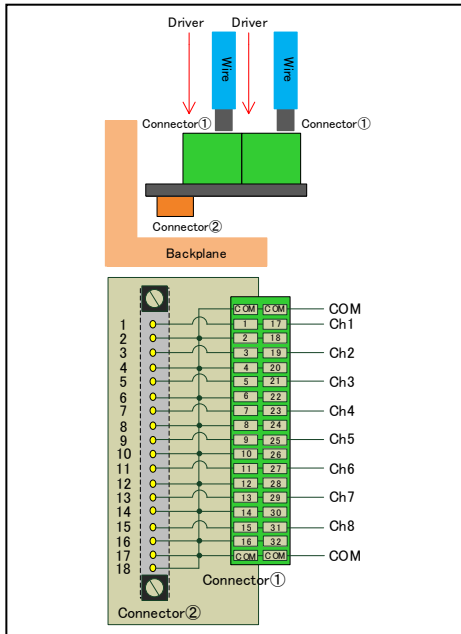 Driver Driver
Wire Wire
Connector① Connector①
Connector②
Backplane
COM COM COM
1 1 17 Ch1
2 2 18
3 3 19 Ch2
4 4 20
5 5 21 Ch3
6 6 22
7 7 23 Ch4
8 8 24
9 9 25 Ch5
10 10 26
11 11 27 Ch6
12 12 28
13 13 29 Ch7
14 14 30
15 15 31 Ch8
16 16 32
17 COM COM COM
18
Connector①
Connector②